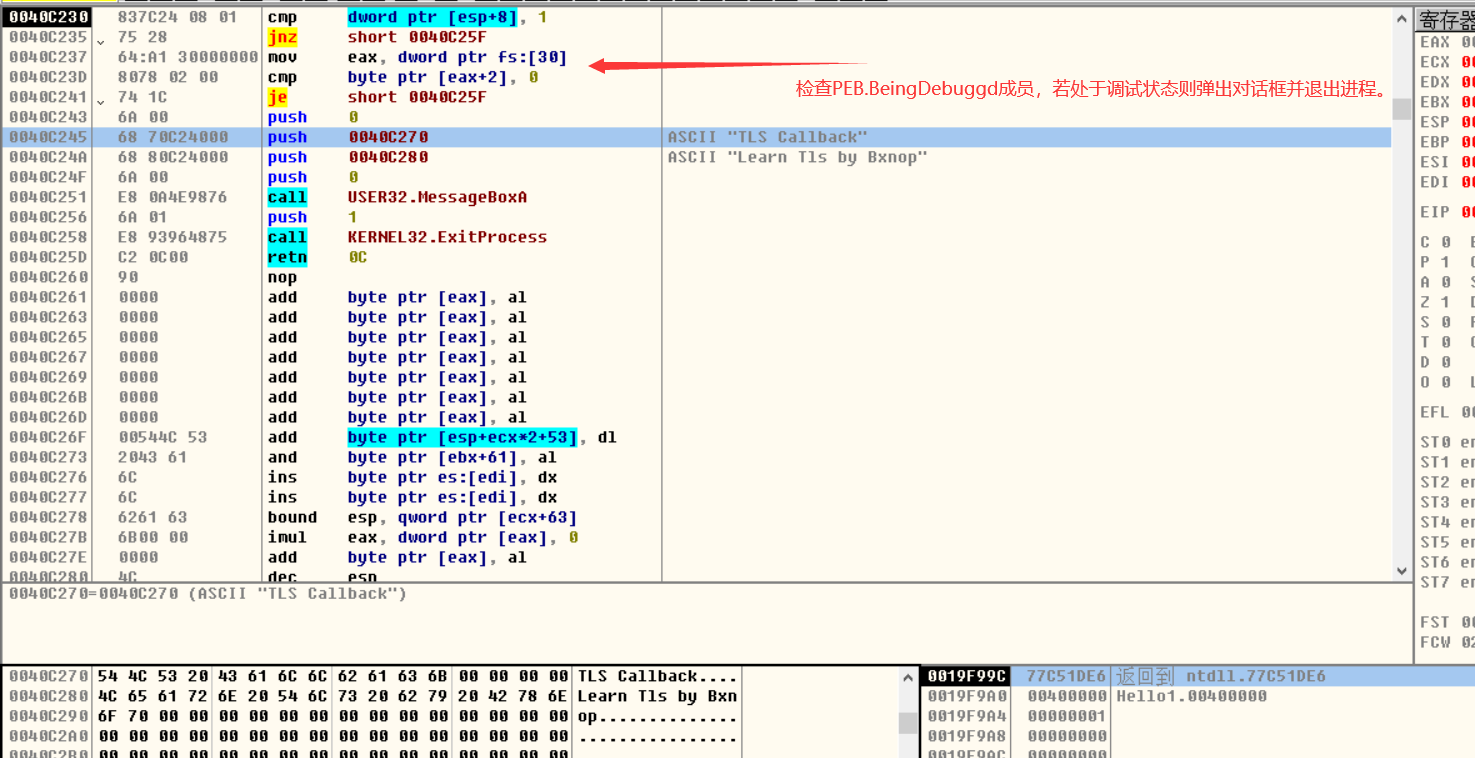 0040C230 837C24 08 01 cmp dword ptr [esp+8], 1
0040C235 75 28 jnz short 0040C25F
0040C237 64:A1 30000000 mov eax, dword ptr fs:[30]
0040C23D 8078 02 00 cmp byte ptr [eax+2], 0
0040C241 74 1C je short 0040C25F
检查PEB.BeingDebuggd成员，若处于调试状态则弹出对话框并退出进程。
0040C243 6A 00 push 0
0040C245 68 70C24000 push 0040C270 ASCII "TLS Callback"
0040C24A 68 80C24000 push 0040C280 ASCII "Learn Tls by Bxnop"
0040C24F 6A 00 push 0
0040C251 E8 0A4E9876 call USER32.MessageBoxA
0040C256 6A 01 push 1
0040C258 E8 93964875 call KERNEL32.ExitProcess
0040C25D C2 0C00 retn 0C
0040C260 90 nop
0040C261 0000 add byte ptr [eax], al
0040C263 0000 add byte ptr [eax], al
0040C265 0000 add byte ptr [eax], al
0040C267 0000 add byte ptr [eax], al
0040C269 0000 add byte ptr [eax], al
0040C26B 0000 add byte ptr [eax], al
0040C26D 0000 add byte ptr [eax], al
0040C26F 00544C 53 add byte ptr [esp+ecx*2+53], dl
0040C273 2043 61 and byte ptr [ebx+61], al
0040C276 6C ins byte ptr es:[edi], dx
0040C277 6C ins byte ptr es:[edi], dx
0040C278 6261 63 bound esp, qword ptr [ecx+63]
0040C27B 6B00 00 imul eax, dword ptr [eax], 0
0040C27E 0000 add byte ptr [eax], al
0040C280 4C dec esp
0040C270=0040C270 (ASCII "TLS Callback")
寄存器
EAX
ECX
EDX
EBX
ESP
EBP
ESI
EDI
EIP
C 0
P 1
A 0
Z 1
S 0
T 0
D 0
O 0
EFL
ST0
ST1
ST2
ST3
ST4
ST5
ST6
ST7
FST
FCW
0040C270 54 4C 53 20 43 61 6C 6C 62 61 63 6B 00 00 00 00 TLS Callback....
0040C280 4C 65 61 72 6E 20 54 6C 73 20 62 79 20 42 78 6E Learn Tls by Bxn
0040C290 6F 70 00 00 00 00 00 00 00 00 00 00 00 00 00 00 op..............
0040C2A0 00 00 00 00 00 00 00 00 00 00 00 00 00 00 00 00 ................
0040C2B0 00 00 00 00 00 00 00 00 00 00 00 00 00 00 00 00
0019F99C 77C51DE6 返回到 ntdll.77C51DE6
0019F9A0 00400000 Hello1.00400000
0019F9A4 00000001
0019F9A8 00000000
0019F9AC 00000000